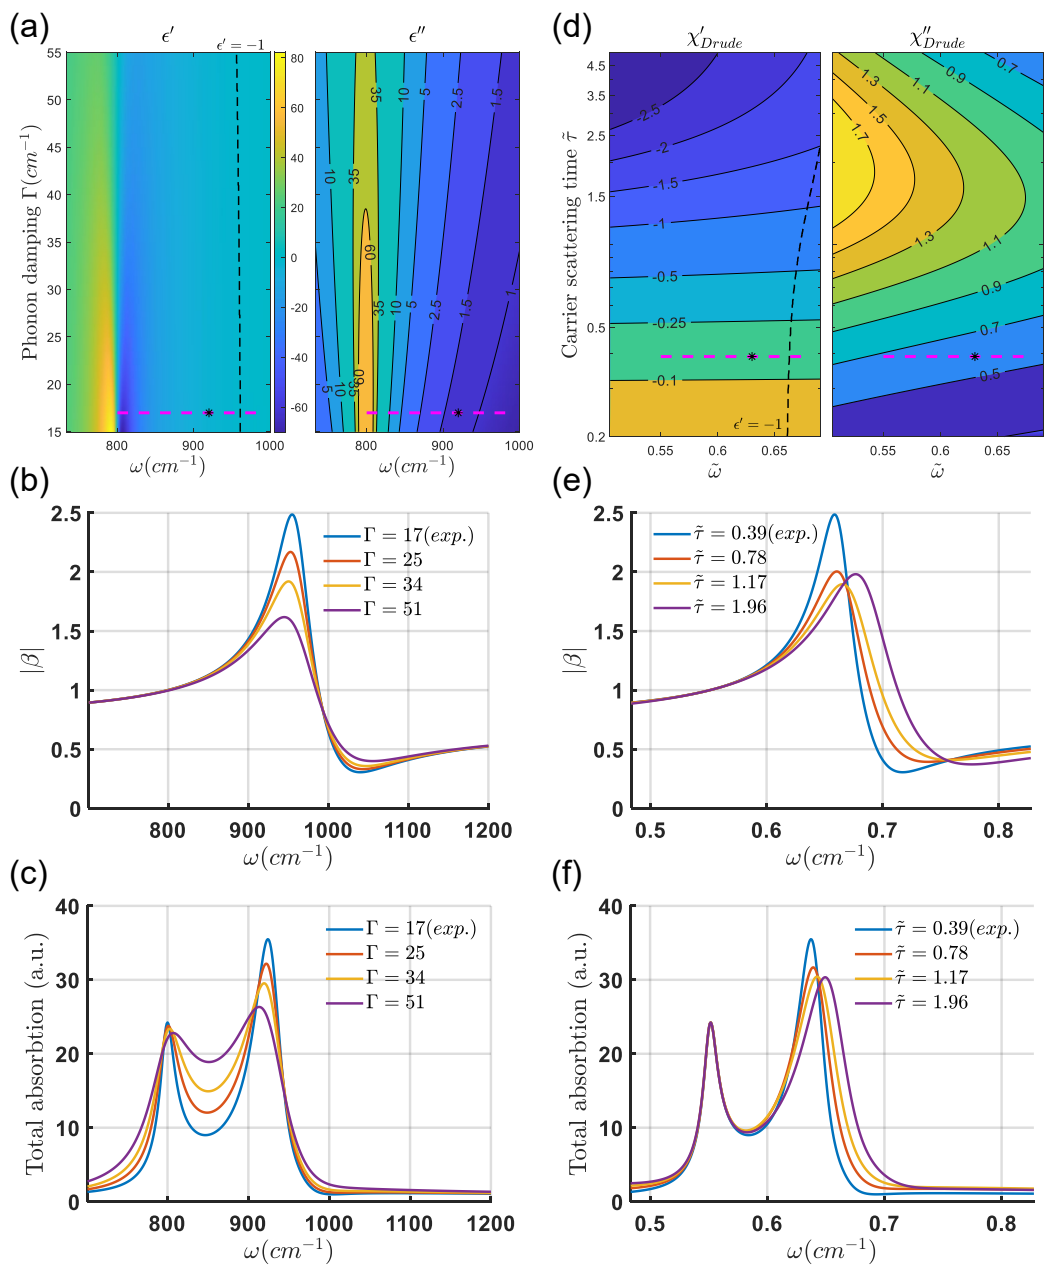 (a)
ϵ′
ϵ′ = −1
ϵ″
Phonon damping Γ(cm⁻¹)
55
50
45
40
35
30
25
20
15
800
1000
ω(cm⁻¹)
80
60
40
20
0
-20
-40
-60
10
35
35
10
5
2.5
1.5
10
35
60
35
10
5
2.5
1.5
1
5
10
35
60
800
900
1000
ω(cm⁻¹)
(d)
χ′Drude
χ″Drude
Carrier scattering time τ̃
4.5
3.5
2.5
1.5
0.5
0.2
-2.5
-2
-1.5
-1
-0.5
-0.25
-0.1
ϵ′ = −1
0.55
0.6
0.65
ω̃
0.9
0.7
1.3
1.1
1.5
1.7
1.3
1.1
0.9
0.7
0.5
0.55
0.6
0.65
ω̃
(b)
|β|
2.5
2
1.5
1
0.5
0
Γ = 17(exp.)
Γ = 25
Γ = 34
Γ = 51
800
900
1000
1100
1200
ω(cm⁻¹)
(e)
|β|
2.5
2
1.5
1
0.5
0
τ̃ = 0.39(exp.)
τ̃ = 0.78
τ̃ = 1.17
τ̃ = 1.96
0.5
0.6
0.7
0.8
ω(cm⁻¹)
(c)
Total absorbtion (a.u.)
40
30
20
10
0
Γ = 17(exp.)
Γ = 25
Γ = 34
Γ = 51
800
900
1000
1100
1200
ω(cm⁻¹)
(f)
Total absorbtion (a.u.)
40
30
20
10
0
τ̃ = 0.39(exp.)
τ̃ = 0.78
τ̃ = 1.17
τ̃ = 1.96
0.5
0.6
0.7
0.8
ω(cm⁻¹)